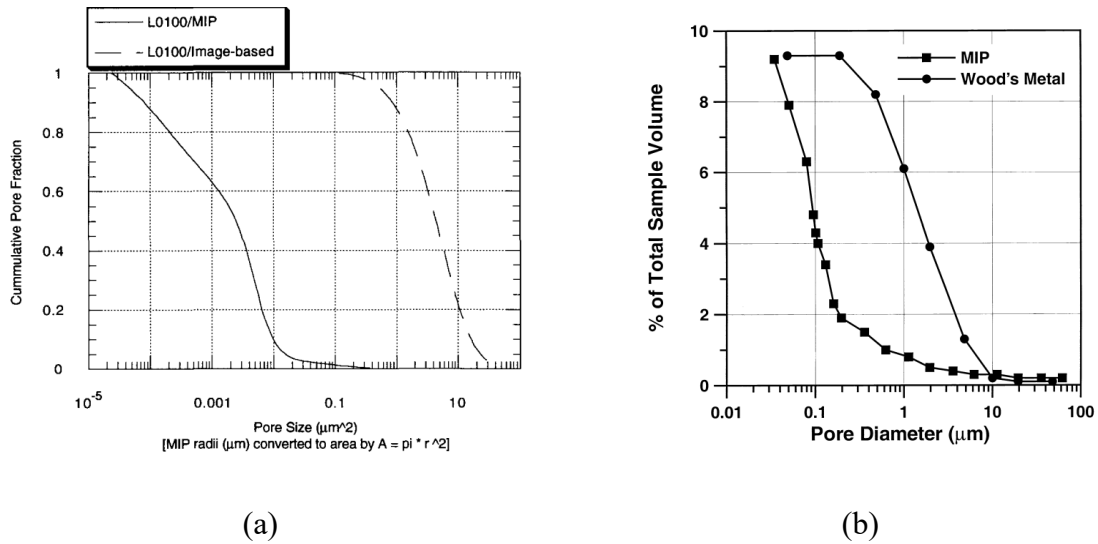 L0100/MIP
L0100/Image-based
1
0.8
0.6
0.4
0.2
0
Cummulative Pore Fraction
10-5
0.001
0.1
10
Pore Size (μm^2)
[MIP radii (μm) converted to area by A = pi * r ^2]
(a)
10
8
6
4
2
0
% of Total Sample Volume
MIP
Wood's Metal
0.01
0.1
1
10
100
Pore Diameter (μm)
(b)